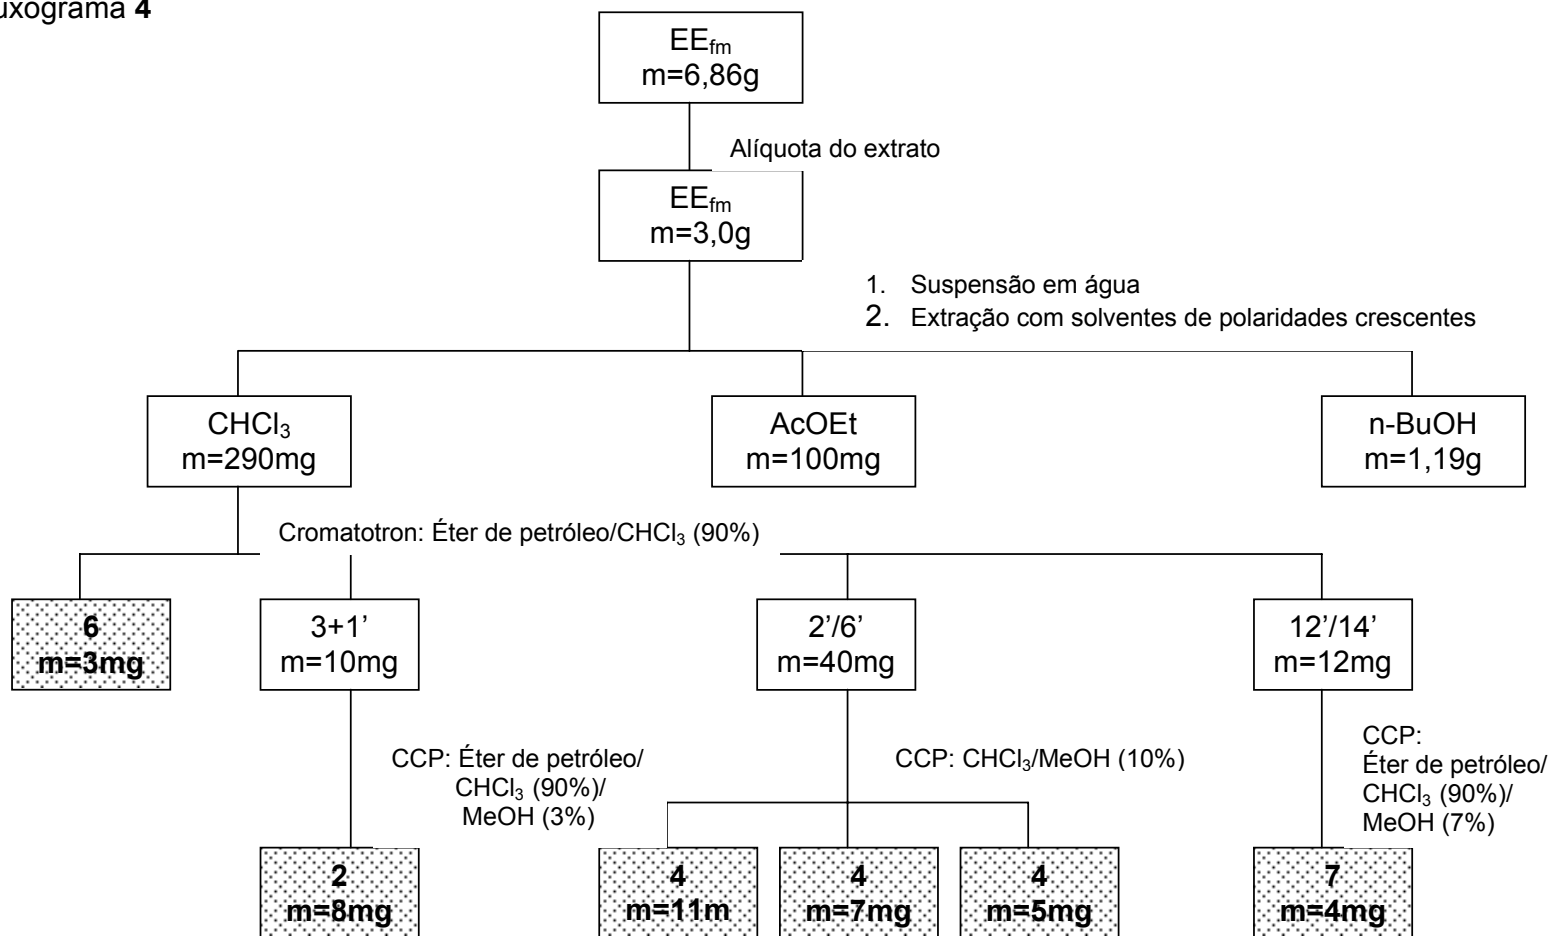 uxograma 4
EEfm
m=6,86g
Alíquota do extrato
EEfm
m=3,0g
1. Suspensão em água
2. Extração com solventes de polaridades crescentes
CHCl3
m=290mg
AcOEt
m=100mg
n-BuOH
m=1,19g
Cromatotron: Éter de petróleo/CHCl3 (90%)
6
m=3mg
3+1’
m=10mg
2’/6’
m=40mg
12’/14’
m=12mg
CCP: Éter de petróleo/
CHCl3 (90%)/
MeOH (3%)
CCP: CHCl3/MeOH (10%)
CCP:
Éter de petróleo/
CHCl3 (90%)/
MeOH (7%)
2
m=8mg
4
m=11m
4
m=7mg
4
m=5mg
7
m=4mg